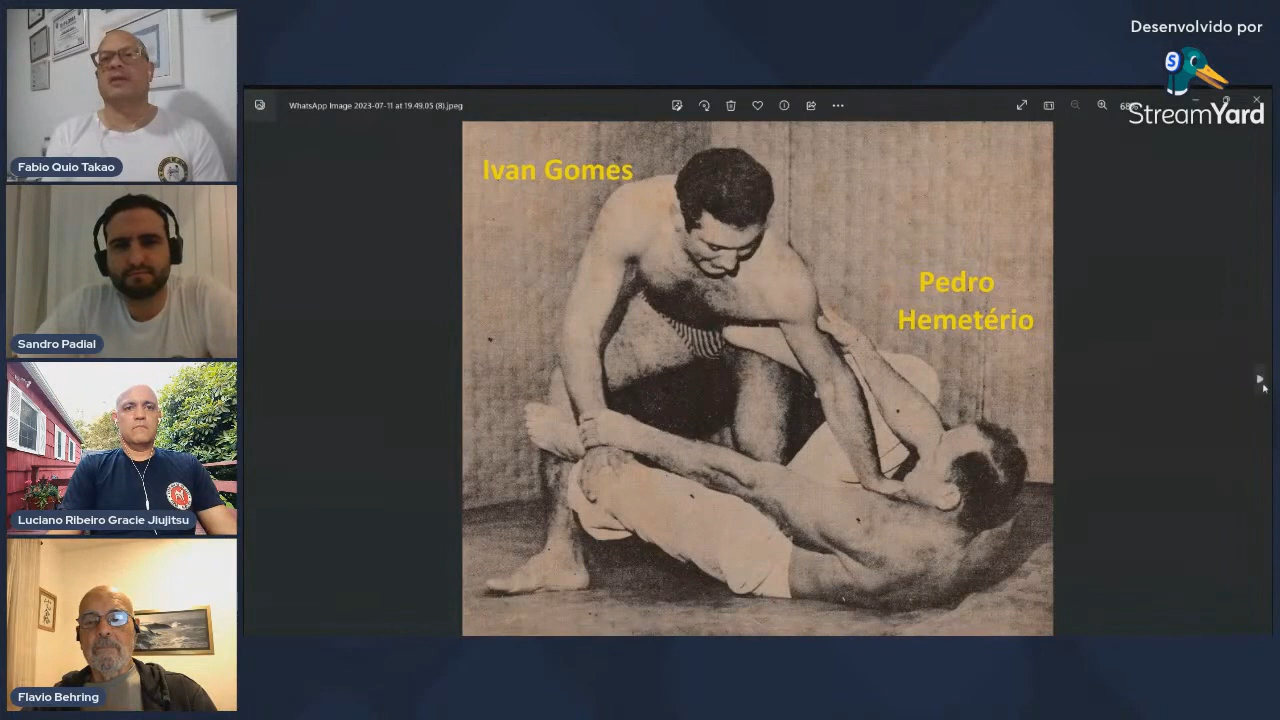 Desenvolvido por
StreamYard
WhatsApp Image 2023-07-11 at 19.49.05 (8).jpeg
Ivan Gomes
Pedro
Hemetério
Fabio Quio Takao
Sandro Padial
Luciano Ribeiro Gracie Jiujitsu
Flavio Behring